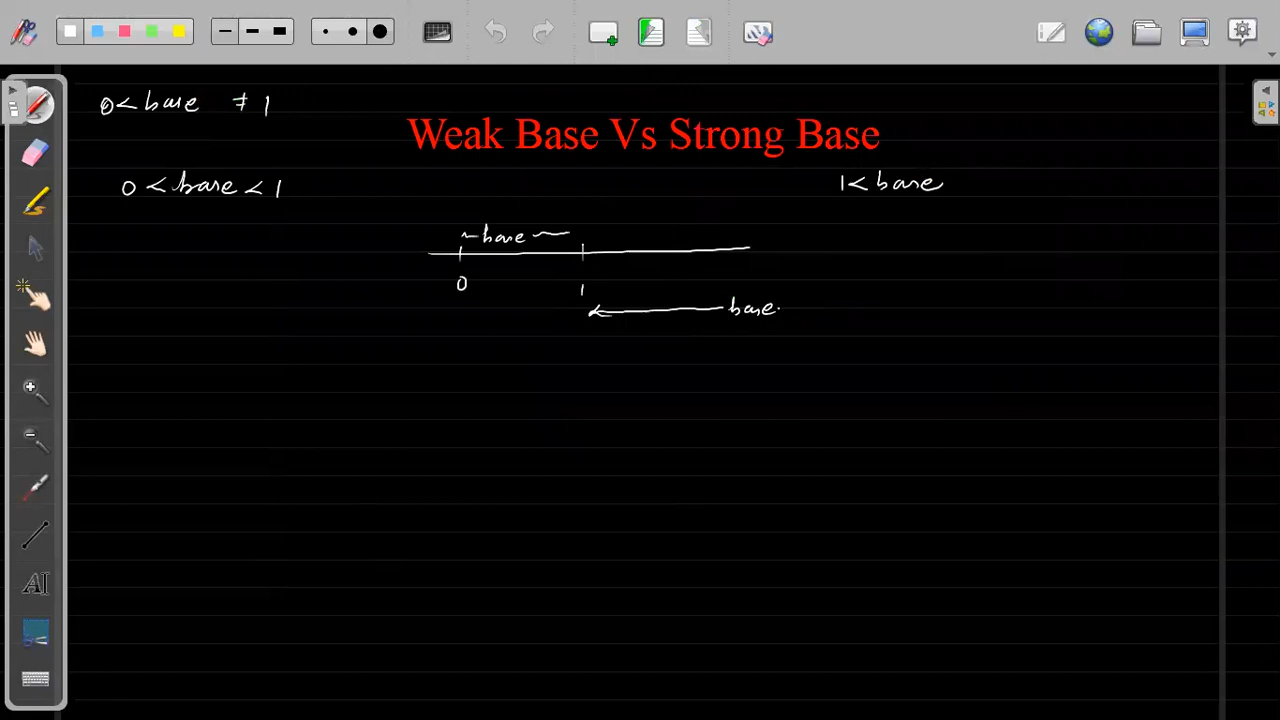 0 < base ≠ 1
Weak Base Vs Strong Base
0 < base < 1
1 < base
base
0 1
base